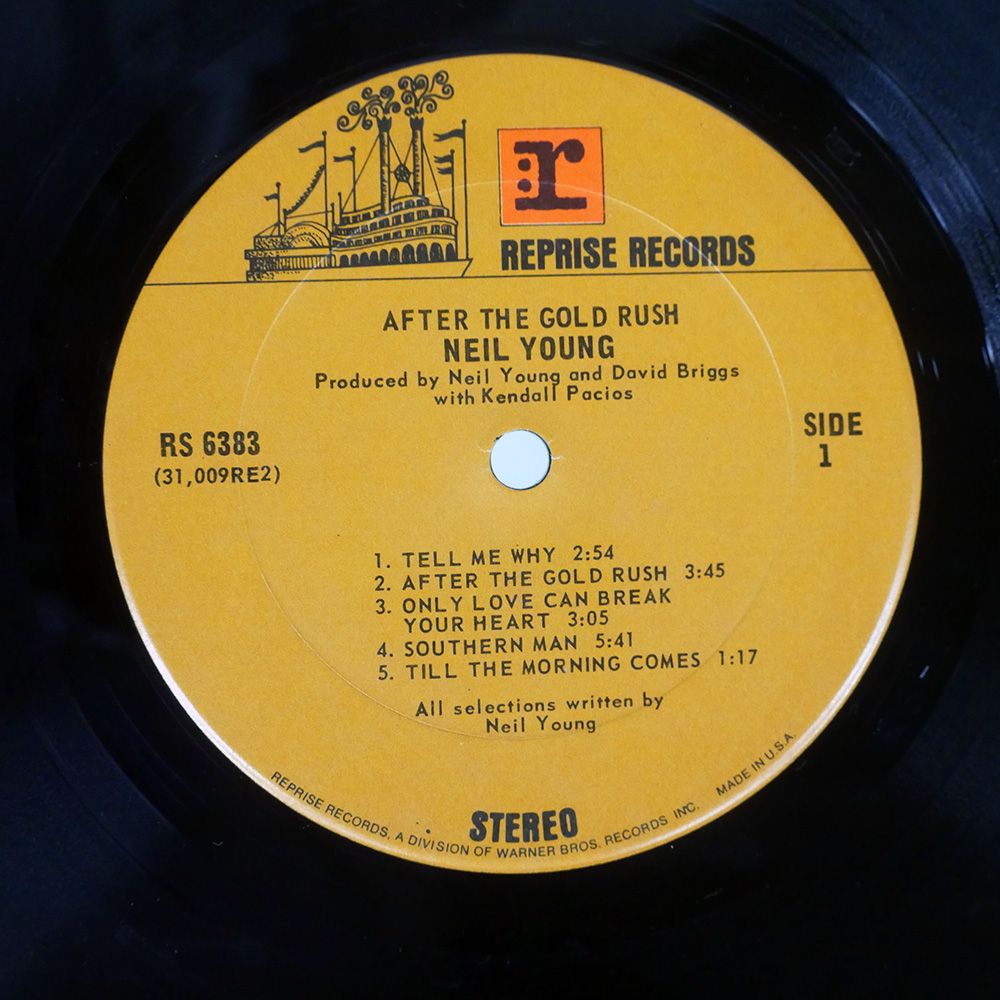 r
REPRISE RECORDS
AFTER THE GOLD RUSH
NEIL YOUNG
Produced by Neil Young and David Briggs
with Kendall Pacios
RS 6383
(31,009RE2)
SIDE
1
1. TELL ME WHY 2:54
2. AFTER THE GOLD RUSH 3:45
3. ONLY LOVE CAN BREAK
YOUR HEART 3:05
4. SOUTHERN MAN 5:41
5. TILL THE MORNING COMES 1:17
All selections written by
Neil Young
STEREO
REPRISE RECORDS, A DIVISION OF WARNER BROS. RECORDS INC. MADE IN U.S.A.